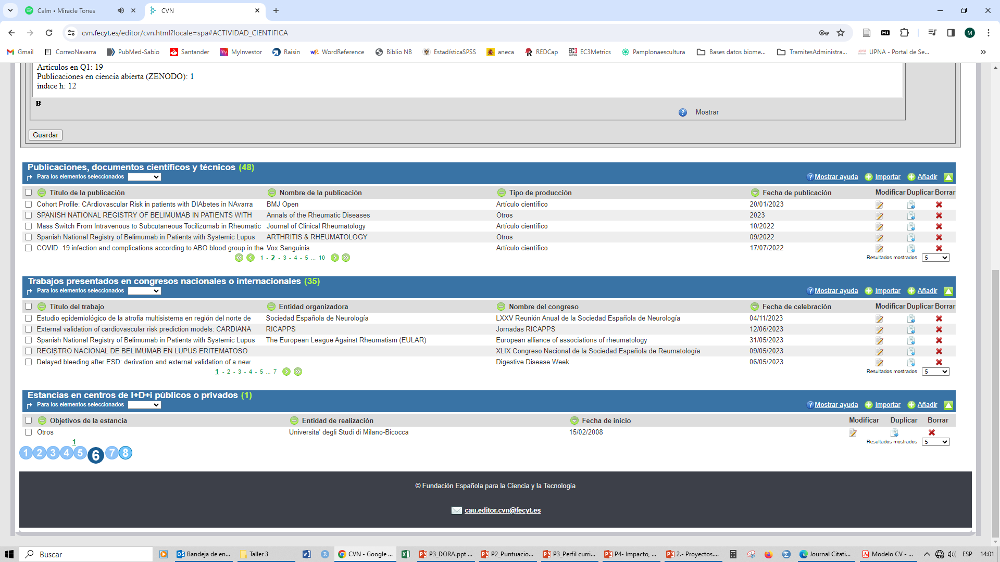 Calm • Miracle Tones
CVN
cvn.fecyt.es/editor/cvn.html?locale=spa#ACTIVIDAD_CIENTIFICA
M
Gmail CorreoNavarra PubMed-Sabio Santander MyInvestor Raisin WordReference Biblio NB EstadísticaSPSS aneca REDCap EC3Metrics Pamplonaescultura Bases datos biome... TramitesAdministra... UPNA - Portal de Se...
Artículos en Q1: 19
Publicaciones en ciencia abierta (ZENODO): 1
índice h: 12
B
Mostrar
Guardar
Publicaciones, documentos científicos y técnicos (48)
Para los elementos seleccionados Mostrar ayuda Importar Añadir
Título de la publicación Nombre de la publicación Tipo de producción Fecha de publicación Modificar Duplicar Borrar
Cohort Profile: CArdiovascular Risk in patients with DIAbetes in NAvarra BMJ Open Artículo científico 20/01/2023
SPANISH NATIONAL REGISTRY OF BELIMUMAB IN PATIENTS WITH Annals of the Rheumatic Diseases Otros 2023
Mass Switch From Intravenous to Subcutaneous Tocilizumab in Rheumatic Journal of Clinical Rheumatology Artículo científico 10/2022
Spanish National Registry of Belimumab in Patients with Systemic Lupus ARTHRITIS & RHEUMATOLOGY Otros 09/2022
COVID -19 infection and complications according to ABO blood group in the Vox Sanguinis Artículo científico 17/07/2022
1 - 2 - 3 - 4 - 5 ... 10 Resultados mostrados 5
Trabajos presentados en congresos nacionales o internacionales (35)
Para los elementos seleccionados Mostrar ayuda Importar Añadir
Título del trabajo Entidad organizadora Nombre del congreso Fecha de celebración Modificar Duplicar Borrar
Estudio epidemiológico de la atrofia multisistema en región del norte de Sociedad Española de Neurología LXXV Reunión Anual de la Sociedad Española de Neurología 04/11/2023
External validation of cardiovascular risk prediction models: CARDIANA RICAPPS Jornadas RICAPPS 12/06/2023
Spanish National Registry of Belimumab in Patients with Systemic Lupus The European League Against Rheumatism (EULAR) European alliance of associations of rheumatology 31/05/2023
REGISTRO NACIONAL DE BELIMUMAB EN LUPUS ERITEMATOSO XLIX Congreso Nacional de la Sociedad Española de Reumatología 09/05/2023
Delayed bleeding after ESD: derivation and external validation of a new Digestive Disease Week 06/05/2023
1 - 2 - 3 - 4 - 5 ... 7 Resultados mostrados 5
Estancias en centros de I+D+i públicos o privados (1)
Para los elementos seleccionados Mostrar ayuda Importar Añadir
Objetivos de la estancia Entidad de realización Fecha de inicio Modificar Duplicar Borrar
Otros Universita' degli Studi di Milano-Bicocca 15/02/2008
1 Resultados mostrados 5
1 2 3 4 5 6 7 8
© Fundación Española para la Ciencia y la Tecnología
cau.editor.cvn@fecyt.es
Buscar Bandeja de en... Taller 3 CVN - Google ... P3_DORA.ppt ... P2_Puntuacio... P3_Perfil curri... P4- Impacto, ... 2.- Proyectos.... Journal Citati... Modelo CV - ... ESP 14:01